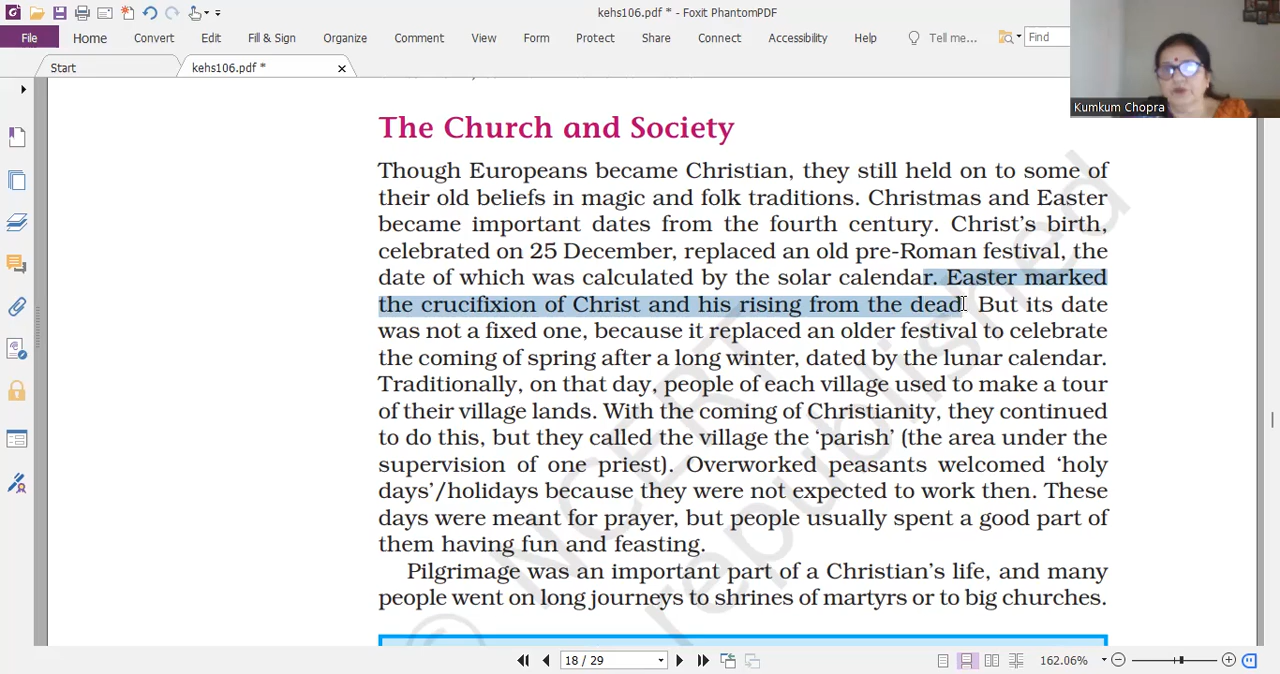 kehs106.pdf * - Foxit PhantomPDF
File Home Convert Edit Fill & Sign Organize Comment View Form Protect Share Connect Accessibility Help Tell me... Find
Start kehs106.pdf *
Kumkum Chopra
The Church and Society
Though Europeans became Christian, they still held on to some of
their old beliefs in magic and folk traditions. Christmas and Easter
became important dates from the fourth century. Christ's birth,
celebrated on 25 December, replaced an old pre-Roman festival, the
date of which was calculated by the solar calendar. Easter marked
the crucifixion of Christ and his rising from the dead. But its date
was not a fixed one, because it replaced an older festival to celebrate
the coming of spring after a long winter, dated by the lunar calendar.
Traditionally, on that day, people of each village used to make a tour
of their village lands. With the coming of Christianity, they continued
to do this, but they called the village the 'parish' (the area under the
supervision of one priest). Overworked peasants welcomed 'holy
days'/holidays because they were not expected to work then. These
days were meant for prayer, but people usually spent a good part of
them having fun and feasting.
Pilgrimage was an important part of a Christian's life, and many
people went on long journeys to shrines of martyrs or to big churches.
© NCERT
republished
18 / 29
162.06%